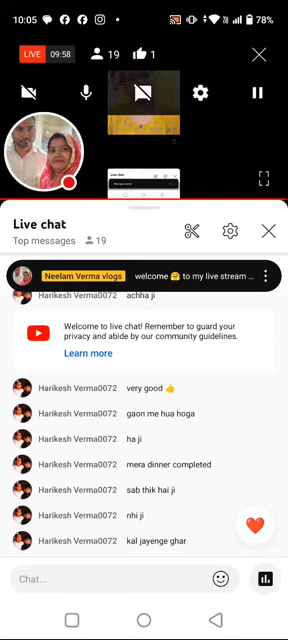 10:05
78%
LIVE 09:58 19 1
Live chat
Top messages 19
Neelam Verma vlogs welcome 🤗 to my live stream ...
Harikesh Verma0072 achha ji
Welcome to live chat! Remember to guard your
privacy and abide by our community guidelines.
Learn more
Harikesh Verma0072 very good 👍
Harikesh Verma0072 gaon me hua hoga
Harikesh Verma0072 ha ji
Harikesh Verma0072 mera dinner completed
Harikesh Verma0072 sab thik hai ji
Harikesh Verma0072 nhi ji
Harikesh Verma0072 kal jayenge ghar
Chat...